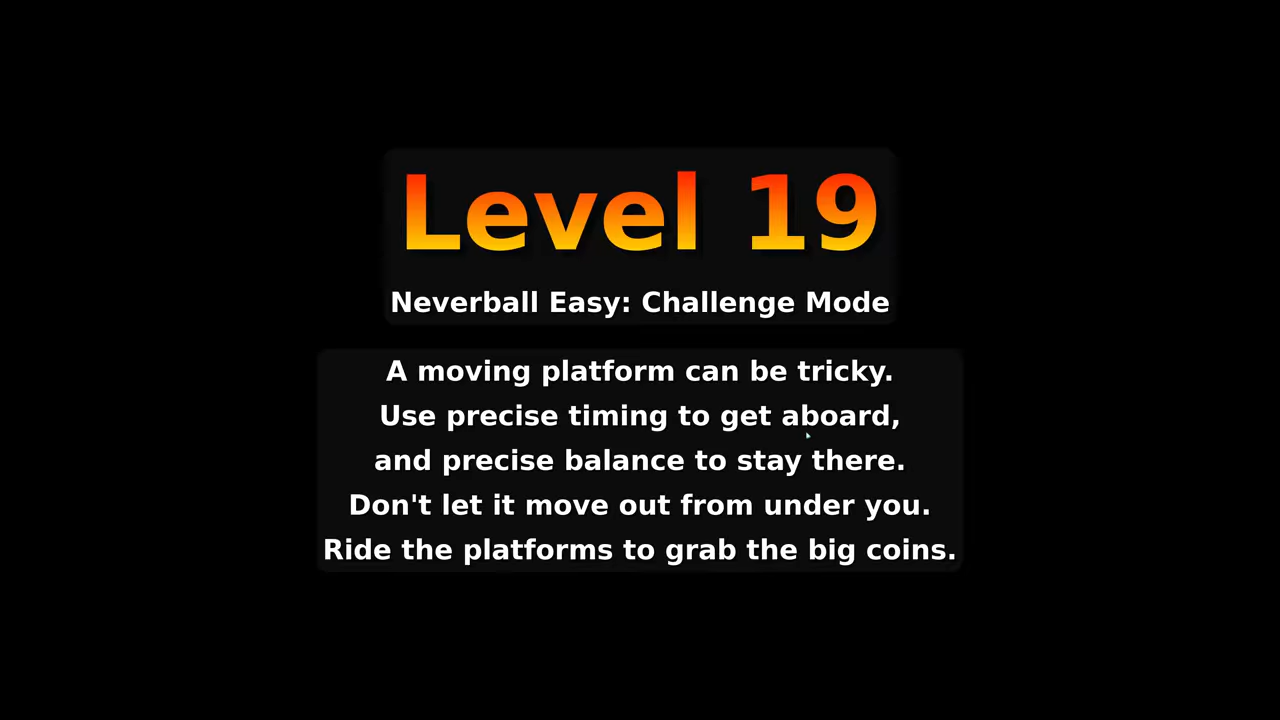 Level 19
Neverball Easy: Challenge Mode
A moving platform can be tricky.
Use precise timing to get aboard,
and precise balance to stay there.
Don't let it move out from under you.
Ride the platforms to grab the big coins.